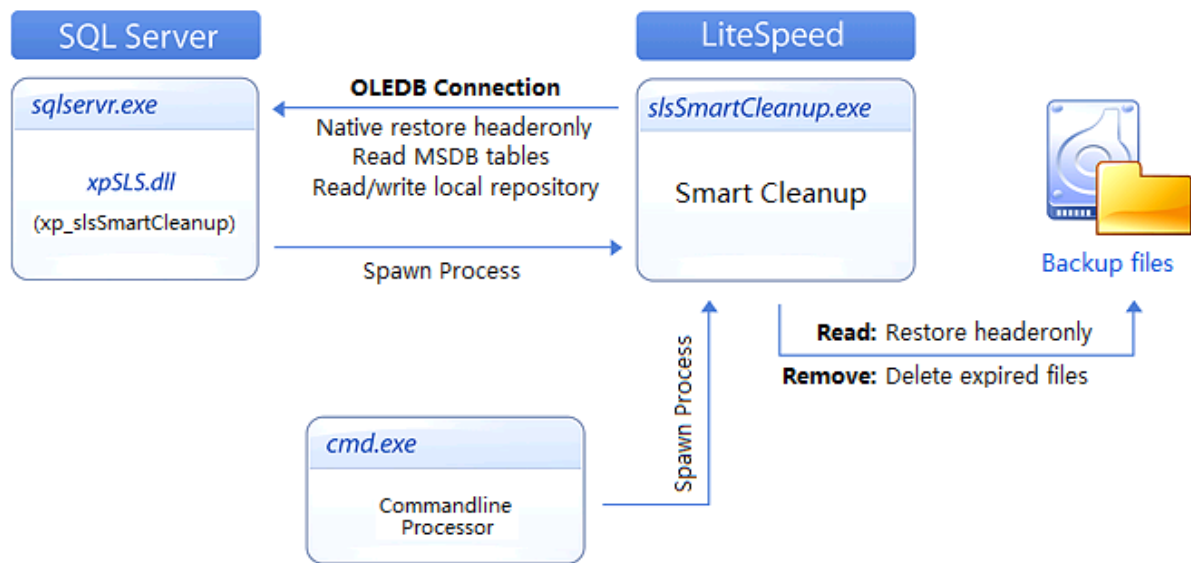 SQL Server
LiteSpeed
sqlservr.exe
xpSLS.dll
(xp_slsSmartCleanup)
OLEDB Connection
Native restore headeronly
Read MSDB tables
Read/write local repository
Spawn Process
slsSmartCleanup.exe
Smart Cleanup
Backup files
Read: Restore headeronly
Remove: Delete expired files
Spawn Process
cmd.exe
Commandline
Processor